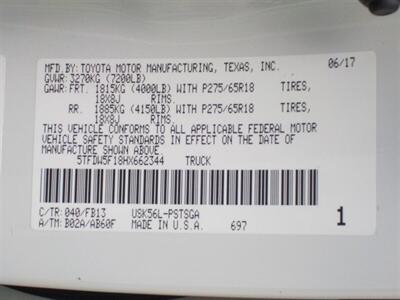 MFD.BY:TOYOTA MOTOR MANUFACTURING, TEXAS, INC. 06/17
GVWR:3270KG (7200LB)
GAWR:FRT. 1815KG (4000LB) WITH P275/65R18 TIRES,
18X8J RIMS.
RR. 1885KG (4150LB) WITH P275/65R18 TIRES,
18X8J RIMS.
THIS VEHICLE CONFORMS TO ALL APPLICABLE FEDERAL MOTOR
VEHICLE SAFETY STANDARDS IN EFFECT ON THE DATE OF
MANUFACTURE SHOWN ABOVE.
5TFDW5F18HX662344 TRUCK
C/TR:040/FB13 USK56L-PSTSGA
A/TM:B02A/AB60F MADE IN U.S.A. 697 1